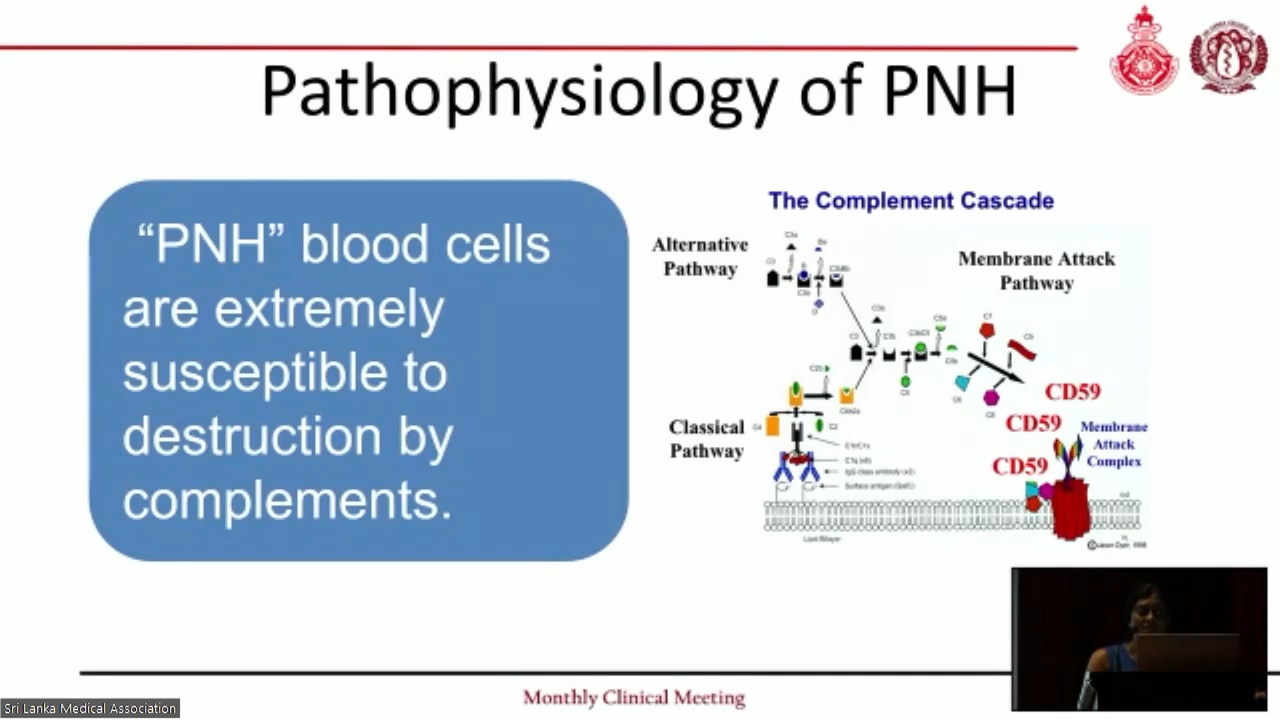 Pathophysiology of PNH
“PNH” blood cells
are extremely
susceptible to
destruction by
complements.
The Complement Cascade
Alternative
Pathway
Membrane Attack
Pathway
Classical
Pathway
CD59
CD59
CD59
Membrane
Attack
Complex
Lipid Bilayer
Monthly Clinical Meeting
Sri Lanka Medical Association